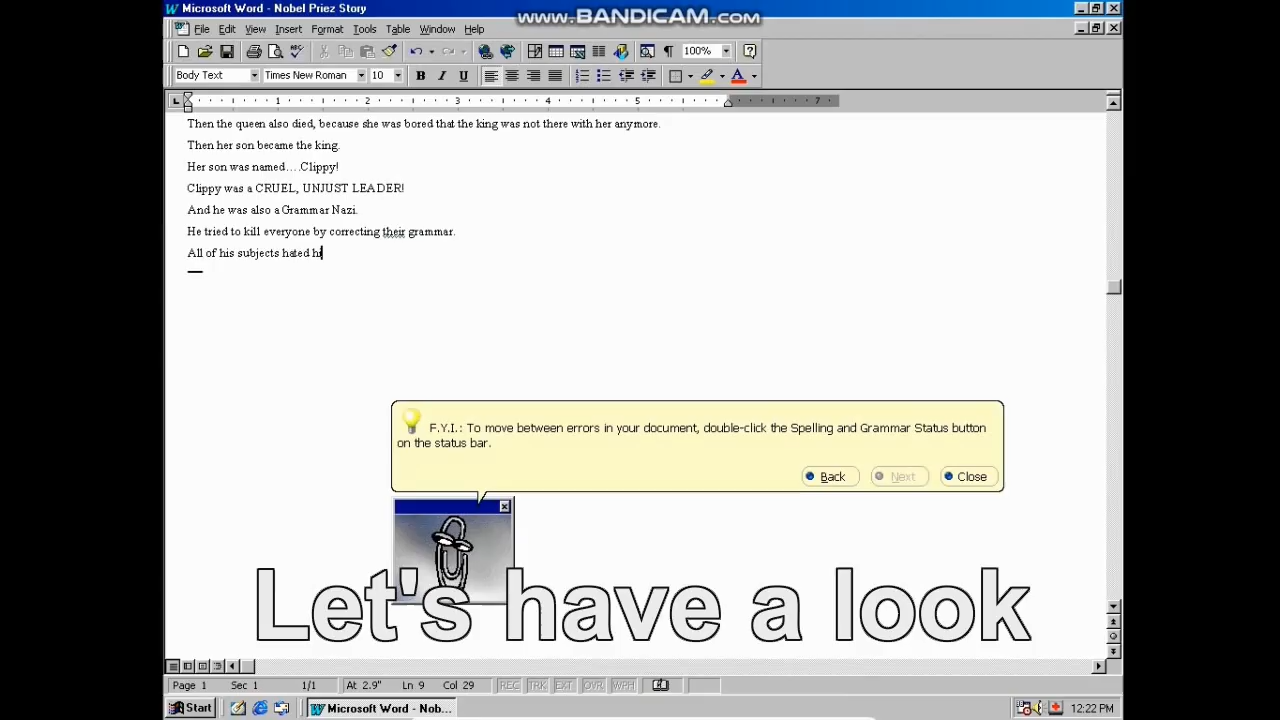 Microsoft Word - Nobel Priez Story
www.BANDICAM.com
File Edit View Insert Format Tools Table Window Help
100%
Body Text Times New Roman 10 B I U A
1 2 3 4 5 7
Then the queen also died, because she was bored that the king was not there with her anymore.
Then her son became the king.
Her son was named….Clippy!
Clippy was a CRUEL, UNJUST LEADER!
And he was also a Grammar Nazi.
He tried to kill everyone by correcting their grammar.
All of his subjects hated hi
F.Y.I.: To move between errors in your document, double-click the Spelling and Grammar Status button
on the status bar.
Back Next Close
Let's have a look
Page 1 Sec 1 1/1 At 2.9" Ln 9 Col 29 REC TRK EXT OVR WPH
Start Microsoft Word - Nob... 12:22 PM